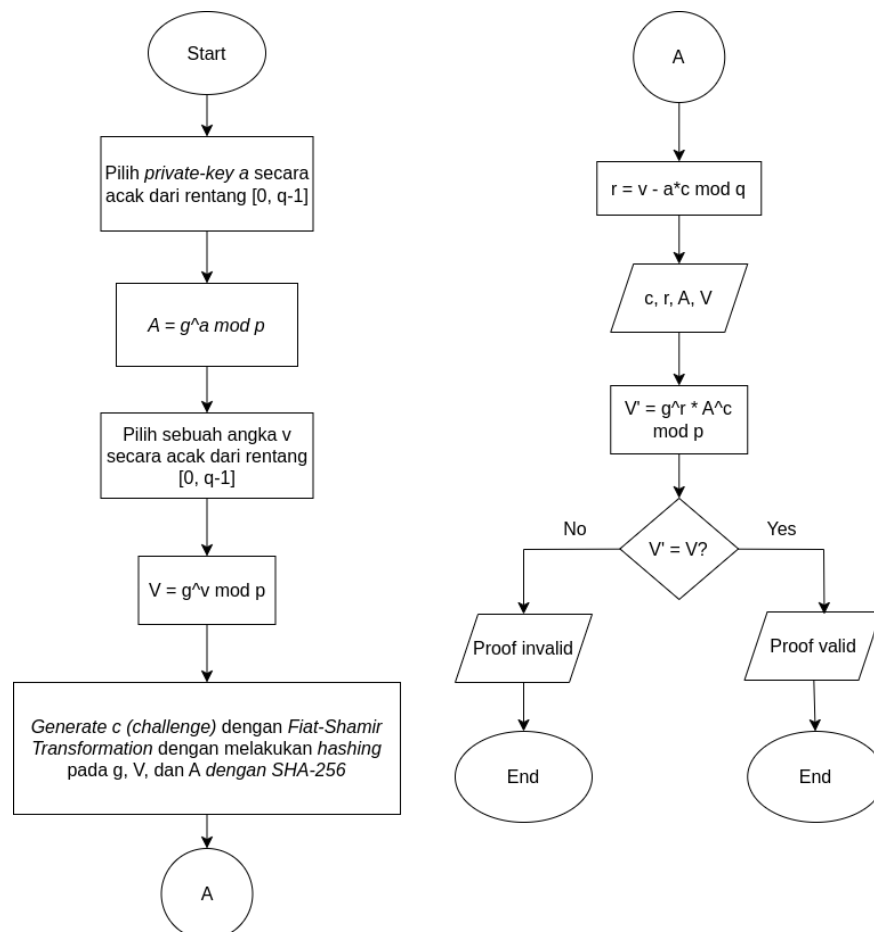 Start
Pilih private-key a secara
acak dari rentang [0, q-1]
A = g^a mod p
Pilih sebuah angka v
secara acak dari rentang
[0, q-1]
V = g^v mod p
Generate c (challenge) dengan Fiat-Shamir
Transformation dengan melakukan hashing
pada g, V, dan A dengan SHA-256
A
A
r = v - a*c mod q
c, r, A, V
V' = g^r * A^c
mod p
V' = V?
No
Yes
Proof invalid
Proof valid
End
End